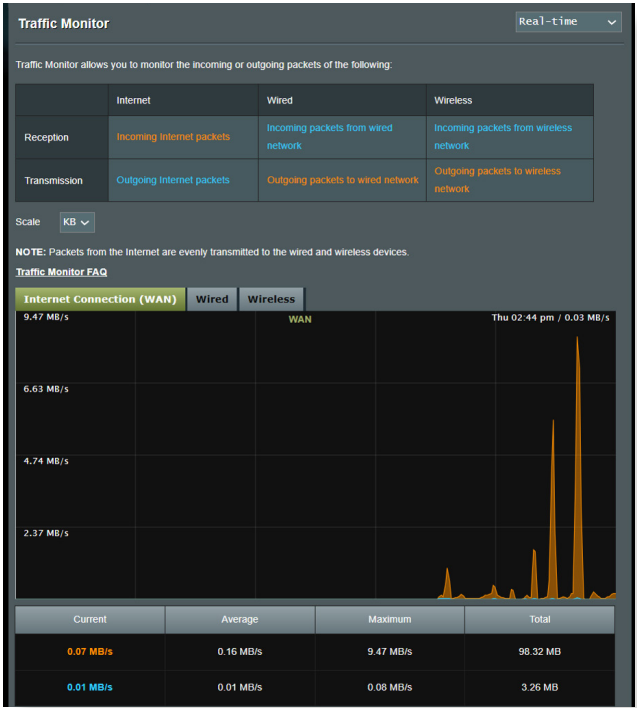 Traffic Monitor
Real-time
Traffic Monitor allows you to monitor the incoming or outgoing packets of the following:
Internet Wired Wireless
Reception
Incoming Internet packets
Incoming packets from wired
network
Incoming packets from wireless
network
Transmission
Outgoing Internet packets
Outgoing packets to wired network
Outgoing packets to wireless
network
Scale KB
NOTE: Packets from the Internet are evenly transmitted to the wired and wireless devices.
Traffic Monitor FAQ
Internet Connection (WAN) Wired Wireless
9.47 MB/s WAN Thu 02:44 pm / 0.03 MB/s
6.63 MB/s
4.74 MB/s
2.37 MB/s
Current Average Maximum Total
0.07 MB/s 0.16 MB/s 9.47 MB/s 98.32 MB
0.01 MB/s 0.01 MB/s 0.08 MB/s 3.26 MB